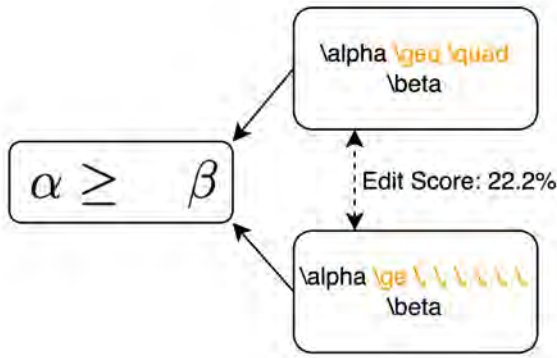 \alpha \geq \quad
\beta
α ≥ β
Edit Score: 22.2%
\alpha \ge \, \, \, \, \, \,
\beta